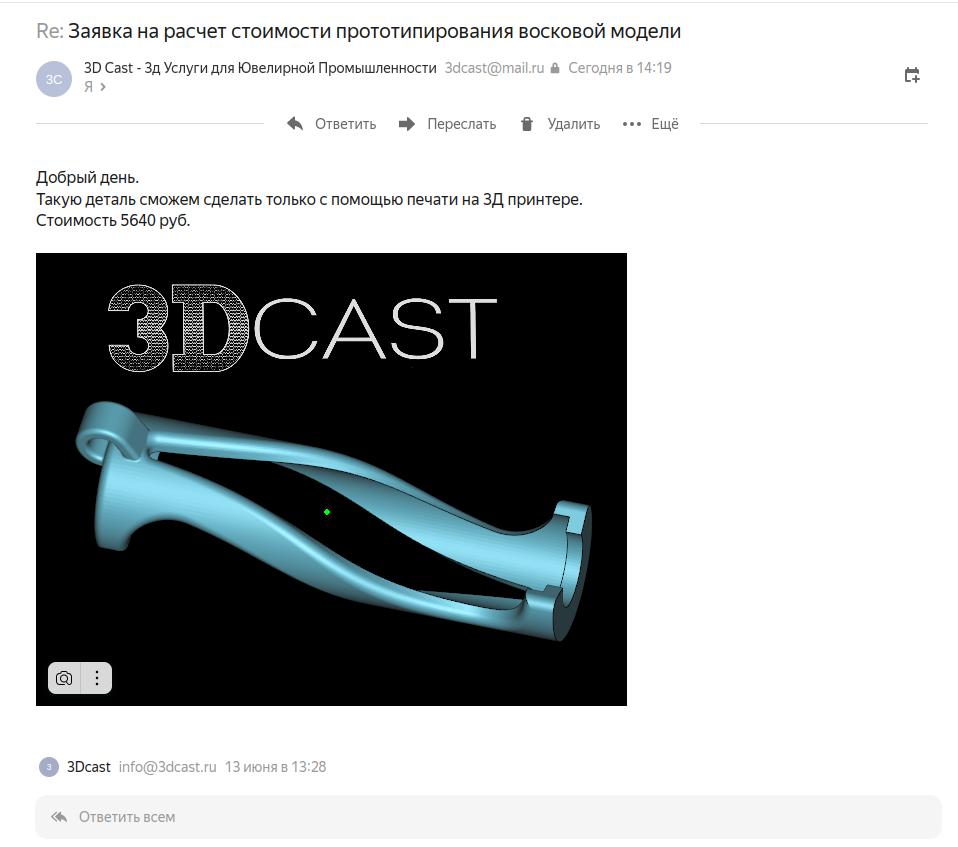 Re: Заявка на расчет стоимости прототипирования восковой модели
3С
3D Cast - 3д Услуги для Ювелирной Промышленности 3dcast@mail.ru Сегодня в 14:19
Я
Ответить Переслать Удалить Ещё
Добрый день.
Такую деталь сможем сделать только с помощью печати на 3Д принтере.
Стоимость 5640 руб.
3DCAST
3 3Dcast info@3dcast.ru 13 июня в 13:28
Ответить всем